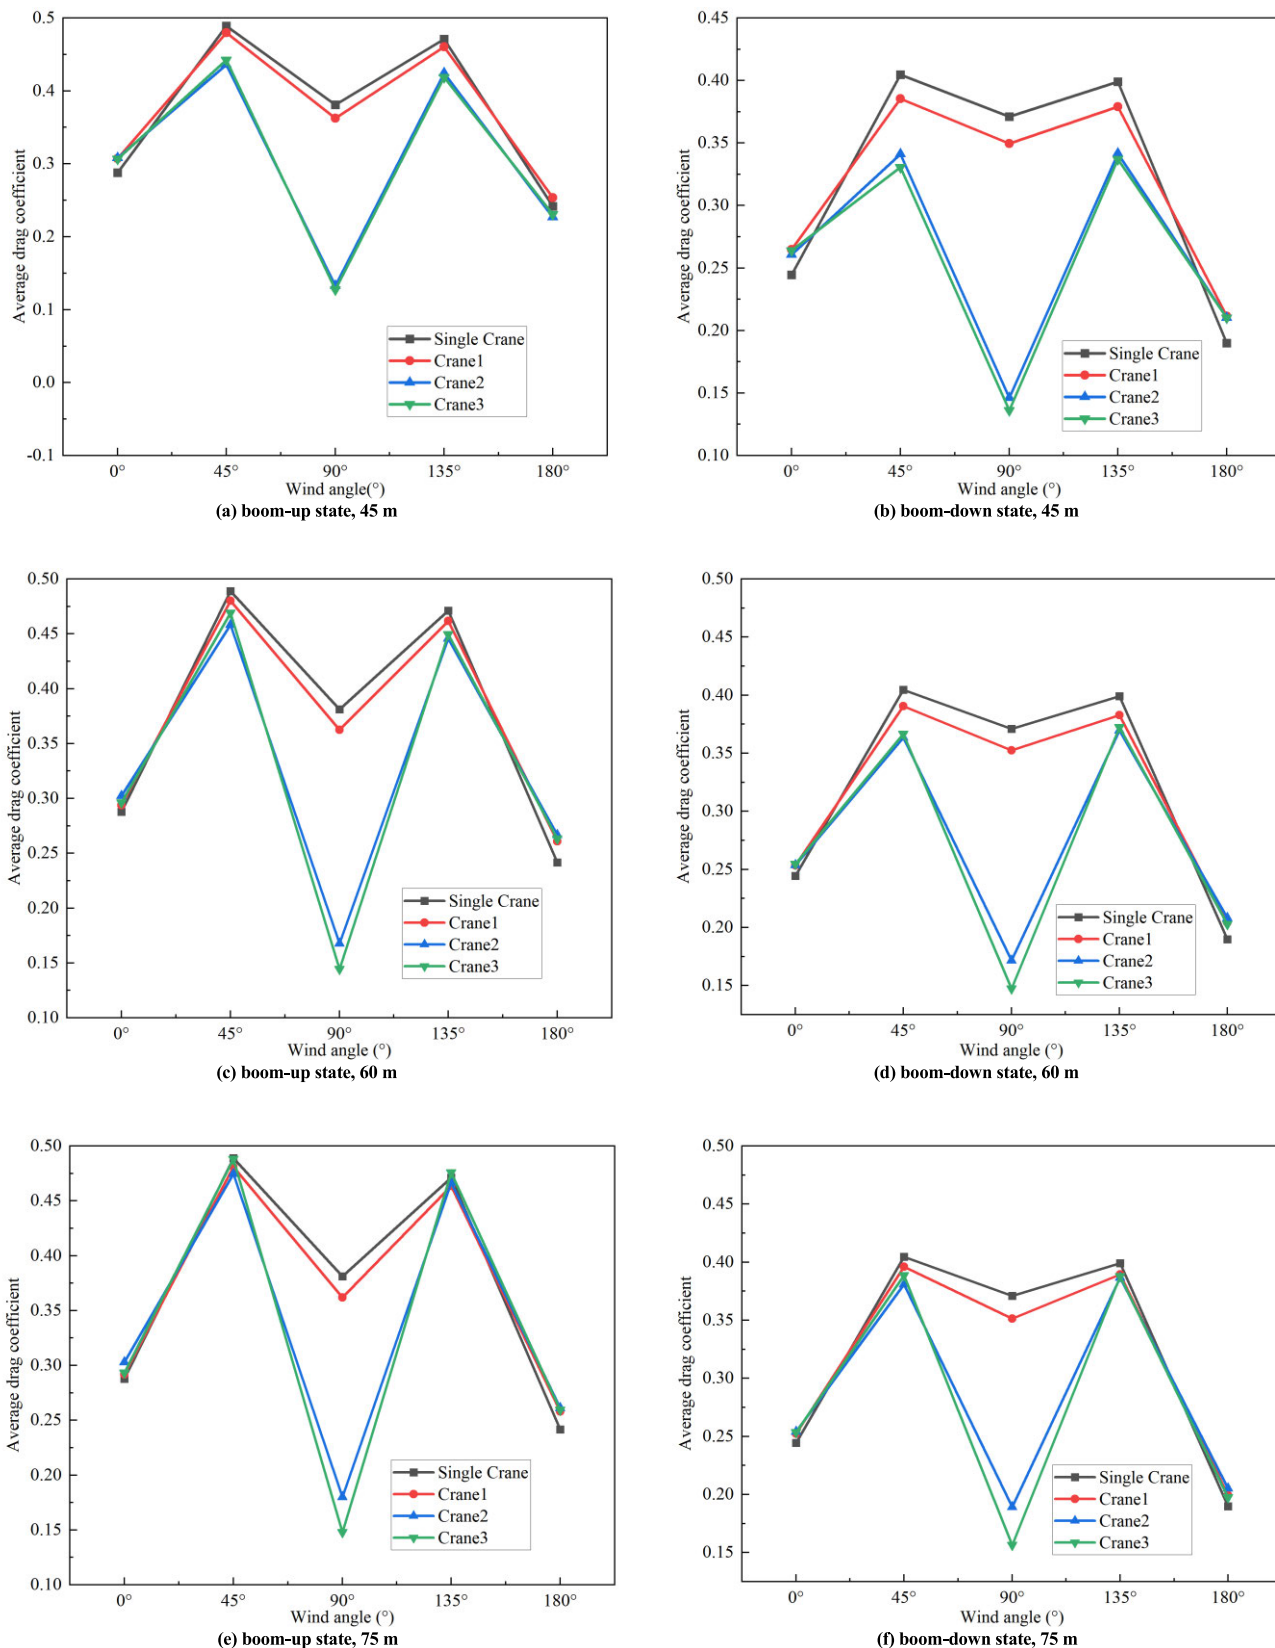 0.5
0.4
0.3
0.2
0.1
0.0
-0.1
Average drag coefficient
Single Crane
Crane1
Crane2
Crane3
0° 45° 90° 135° 180°
Wind angle(°)
(a) boom-up state, 45 m
0.45
0.40
0.35
0.30
0.25
0.20
0.15
0.10
Average drag coefficient
Single Crane
Crane1
Crane2
Crane3
0° 45° 90° 135° 180°
Wind angle (°)
(b) boom-down state, 45 m
0.50
0.45
0.40
0.35
0.30
0.25
0.20
0.15
0.10
Average drag coefficient
Single Crane
Crane1
Crane2
Crane3
0° 45° 90° 135° 180°
Wind angle (°)
(c) boom-up state, 60 m
0.50
0.45
0.40
0.35
0.30
0.25
0.20
0.15
Average drag coefficient
Single Crane
Crane1
Crane2
Crane3
0° 45° 90° 135° 180°
Wind angle (°)
(d) boom-down state, 60 m
0.50
0.45
0.40
0.35
0.30
0.25
0.20
0.15
0.10
Average drag coefficient
Single Crane
Crane1
Crane2
Crane3
0° 45° 90° 135° 180°
Wind angle (°)
(e) boom-up state, 75 m
0.50
0.45
0.40
0.35
0.30
0.25
0.20
0.15
Average drag coefficient
Single Crane
Crane1
Crane2
Crane3
0° 45° 90° 135° 180°
Wind angle (°)
(f) boom-down state, 75 m